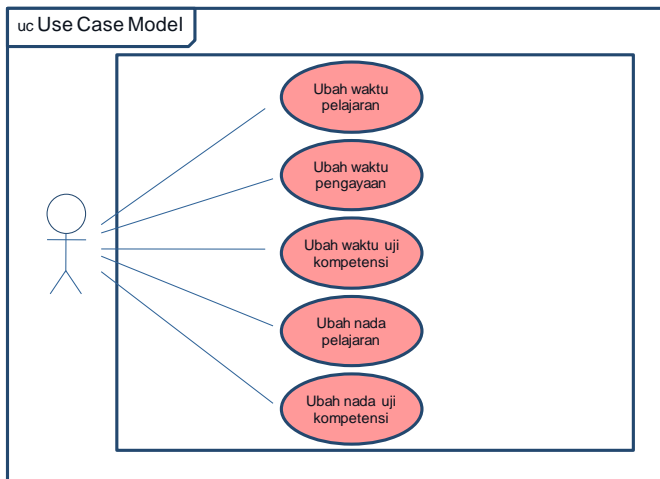 uc Use Case Model
Ubah waktu
pelajaran
Ubah waktu
pengayaan
Ubah waktu uji
kompetensi
Ubah nada
pelajaran
Ubah nada uji
kompetensi